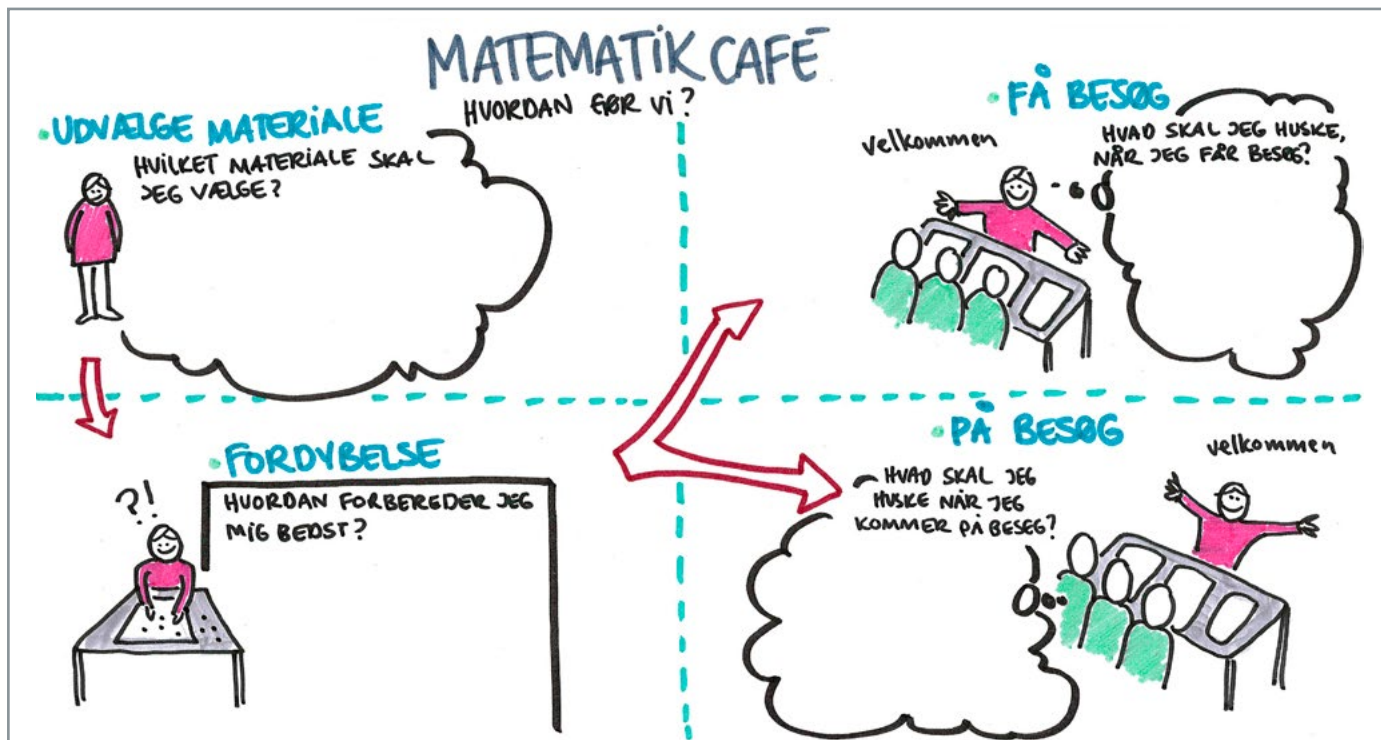 MATEMATIK CAFÉ
HVORDAN GØR Vi?
• UDVÆLGE MATERIALE
HVILKET MATERIALE SKAL
JEG VÆLGE?
• FÅ BESØG
velkommen
HVAD SKAL JEG HUSKE,
NÅR JEG FÅR BESØG?
• FORDYBELSE
?!
HVORDAN FORBEREDER JEG
MIG BEDST?
• PÅ BESØG
velkommen
HVAD SKAL JEG
HUSKE NÅR JEG
KOMMER PÅ BESØG?